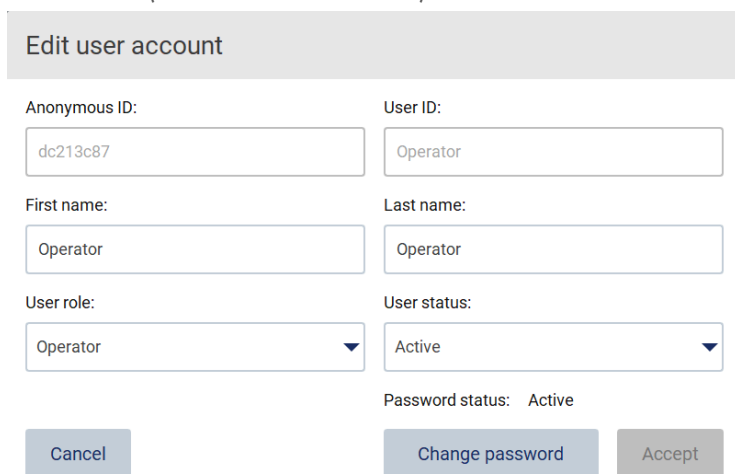 Edit user account
Anonymous ID: User ID:
dc213c87 Operator
First name: Last name:
Operator Operator
User role: User status:
Operator Active
Password status: Active
Cancel Change password Accept